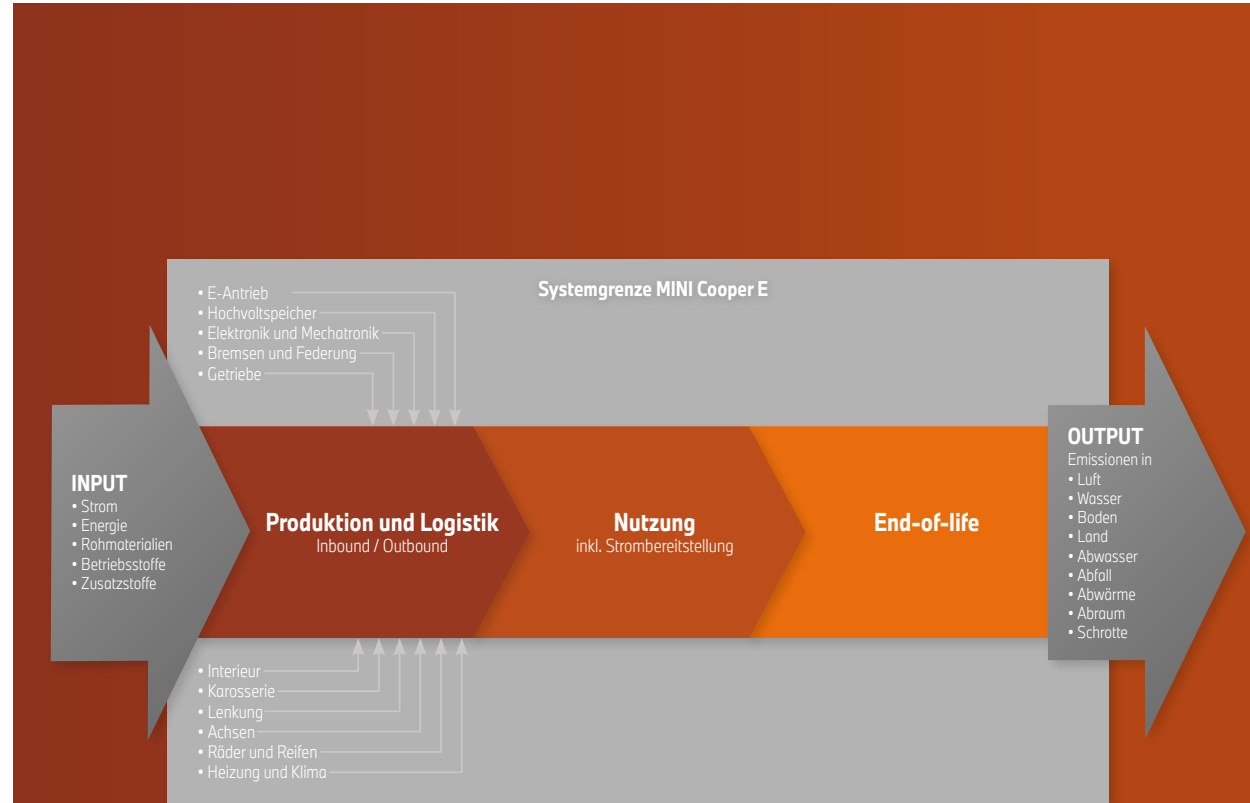 Systemgrenze MINI Cooper E
• E-Antrieb
• Hochvoltspeicher
• Elektronik und Mechatronik
• Bremsen und Federung
• Getriebe
INPUT
• Strom
• Energie
• Rohmaterialien
• Betriebsstoffe
• Zusatzstoffe
Produktion und Logistik
Inbound / Outbound
Nutzung
inkl. Strombereitstellung
End-of-life
OUTPUT
Emissionen in
• Luft
• Wasser
• Boden
• Land
• Abwasser
• Abfall
• Abwärme
• Abraum
• Schrotte
• Interieur
• Karosserie
• Lenkung
• Achsen
• Räder und Reifen
• Heizung und Klima